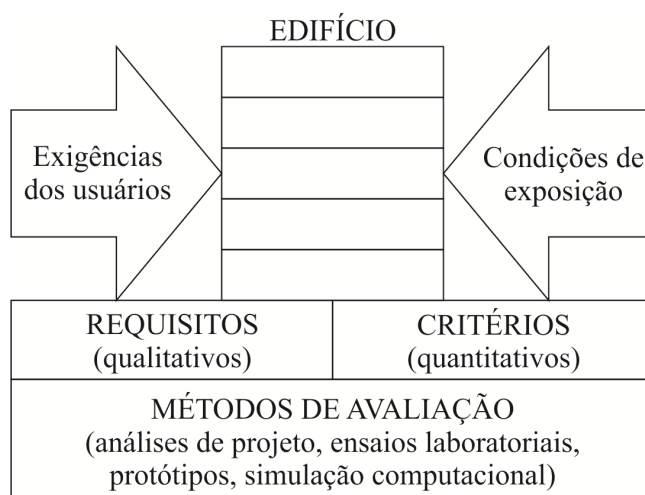 EDIFÍCIO
Exigências
dos usuários
Condições de
exposição
REQUISITOS
(qualitativos)
CRITÉRIOS
(quantitativos)
MÉTODOS DE AVALIAÇÃO
(análises de projeto, ensaios laboratoriais,
protótipos, simulação computacional)